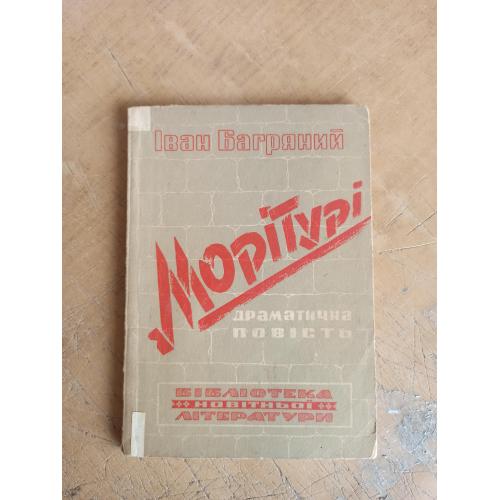 Іван Багряний
Морітурі
драматична
повість
БІБЛІОТЕКА
НОВІТНЬОЇ
ЛІТЕРАТУРИ